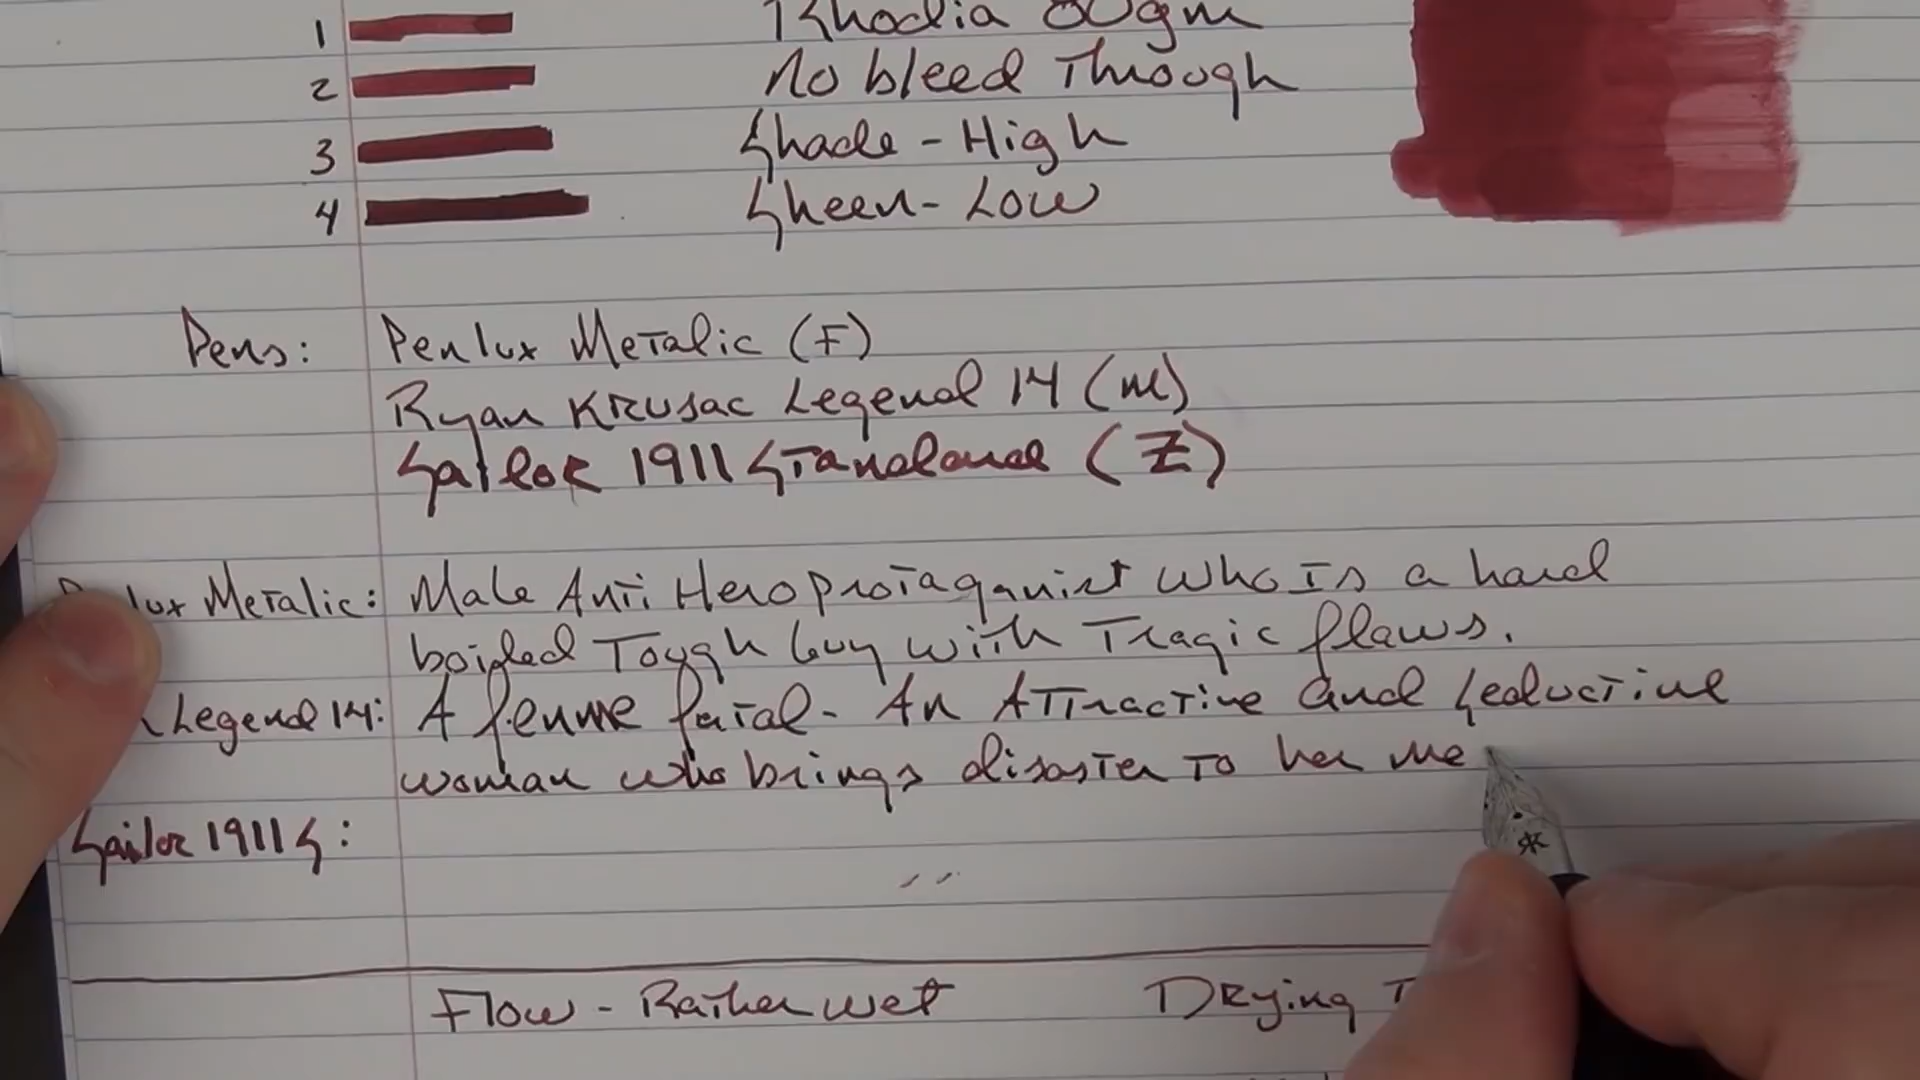 1 Rhodia 80gm
2 No bleed Through
3 Shade - High
4 Sheen - Low
Pens: Penlux Metalic (F)
Ryan Krusac Legend 14 (M)
Sailor 1911 Standard (Z)
lux Metalic: Male Anti Hero protaganist who Is a hard
boiled Tough Guy with Tragic flaws.
Legend 14: A femme fatal - An Attractive and Seductive
woman who brings disaster To her me
Sailor 1911 S:
Flow - Rather wet Drying T